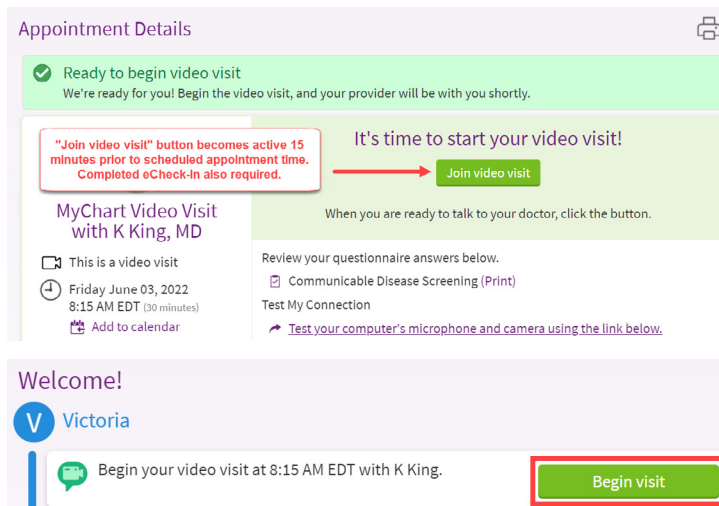 Appointment Details
Ready to begin video visit
We're ready for you! Begin the video visit, and your provider will be with you shortly.
"Join video visit" button becomes active 15
minutes prior to scheduled appointment time.
Completed eCheck-In also required.
MyChart Video Visit
with K King, MD
This is a video visit
Friday June 03, 2022
8:15 AM EDT (30 minutes)
Add to calendar
It's time to start your video visit!
Join video visit
When you are ready to talk to your doctor, click the button.
Review your questionnaire answers below.
Communicable Disease Screening (Print)
Test My Connection
Test your computer's microphone and camera using the link below.
Welcome!
V
Victoria
Begin your video visit at 8:15 AM EDT with K King.
Begin visit